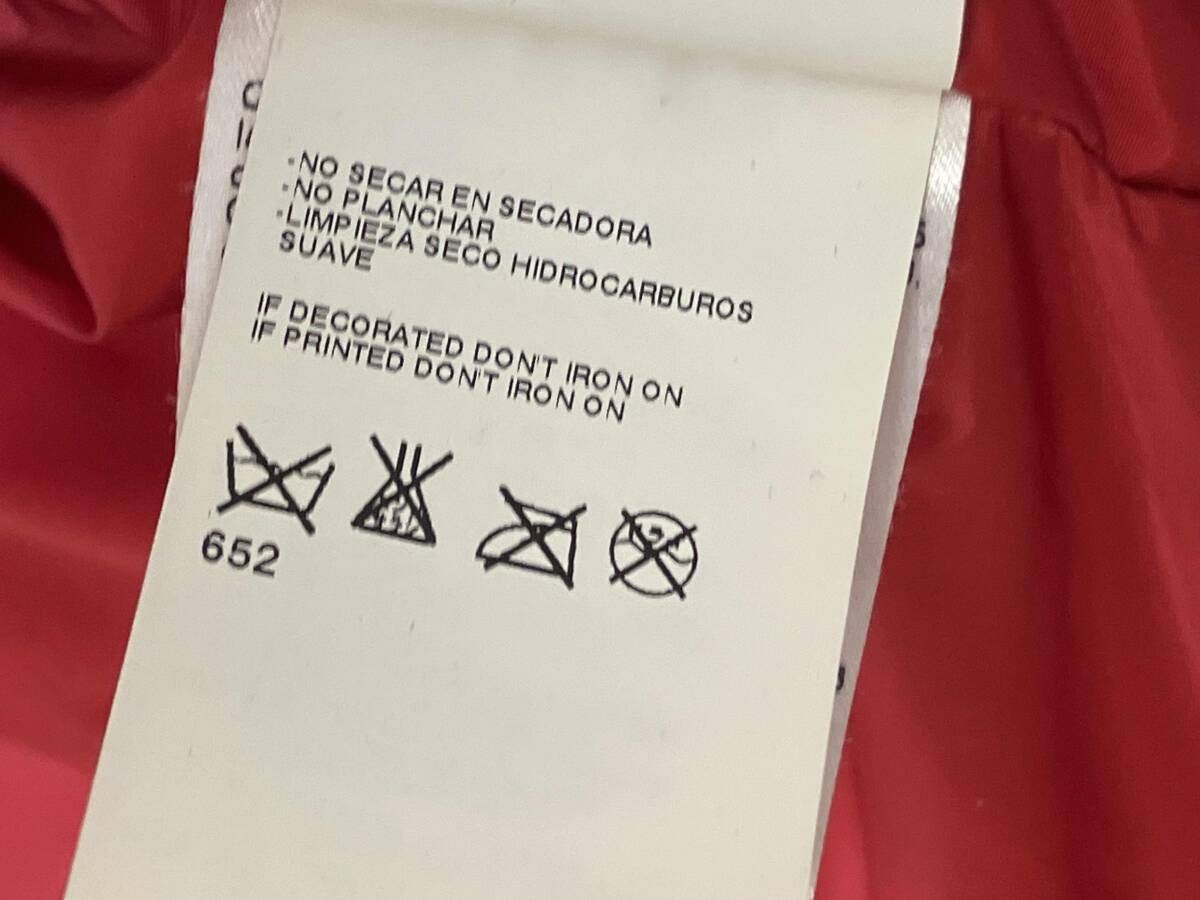 -NO SECAR EN SECADORA
-NO PLANCHAR
-LIMPIEZA SECO HIDROCARBUROS
SUAVE
IF DECORATED DON'T IRON ON
IF PRINTED DON'T IRON ON
652